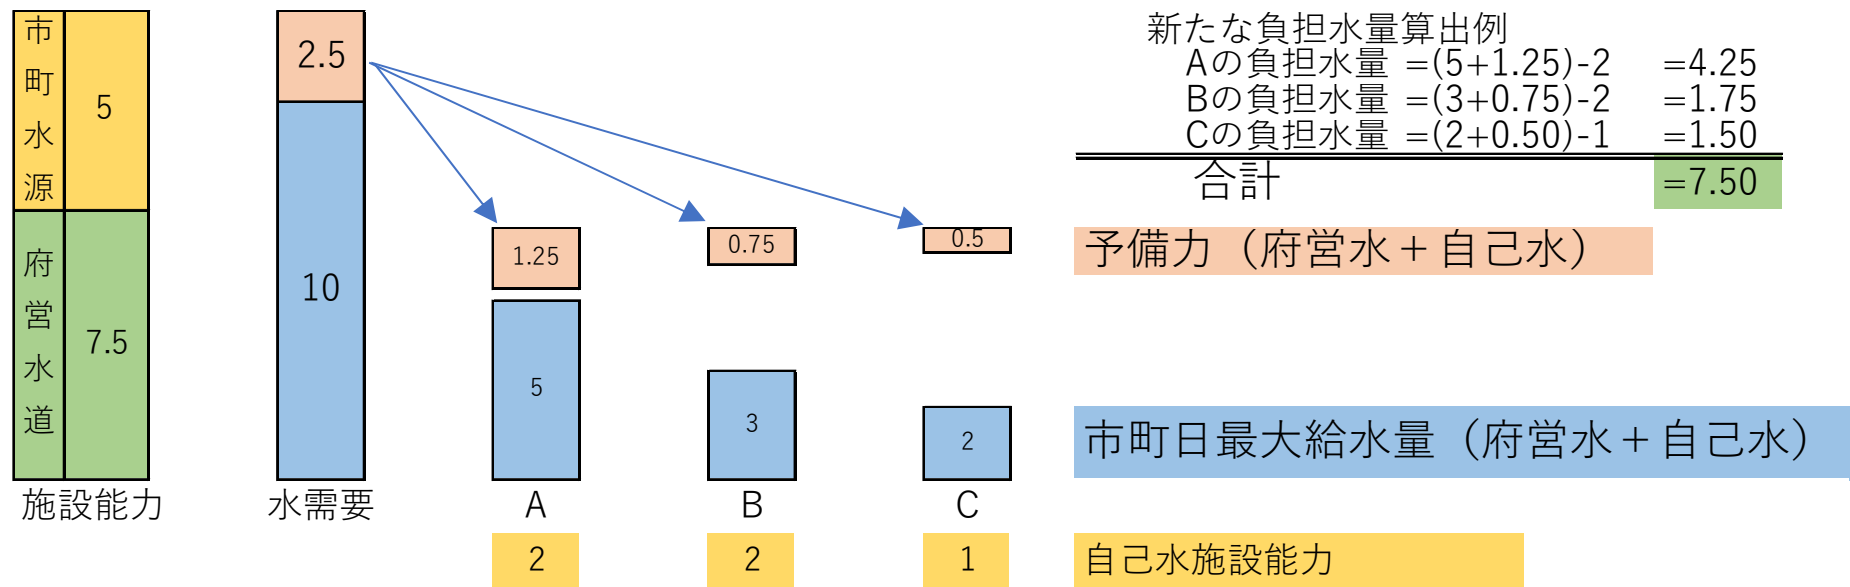 市町水源
5
府営水道
7.5
施設能力
2.5
10
水需要
1.25
5
A
2
0.75
3
B
2
0.5
2
C
1
新たな負担水量算出例
Aの負担水量 =(5+1.25)-2 =4.25
Bの負担水量 =(3+0.75)-2 =1.75
Cの負担水量 =(2+0.50)-1 =1.50
合計 =7.50
予備力（府営水＋自己水）
市町日最大給水量（府営水＋自己水）
自己水施設能力